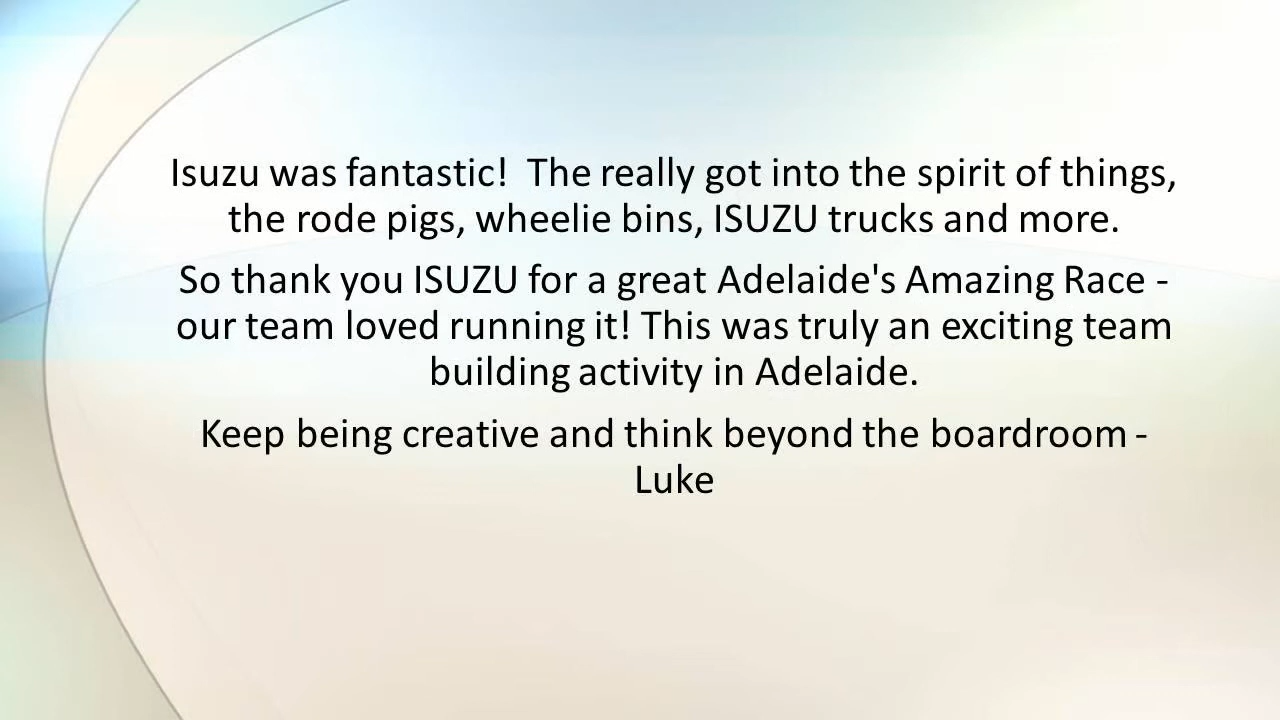 Isuzu was fantastic!  The really got into the spirit of things,
the rode pigs, wheelie bins, ISUZU trucks and more.
So thank you ISUZU for a great Adelaide's Amazing Race -
our team loved running it! This was truly an exciting team
building activity in Adelaide.
Keep being creative and think beyond the boardroom -
Luke